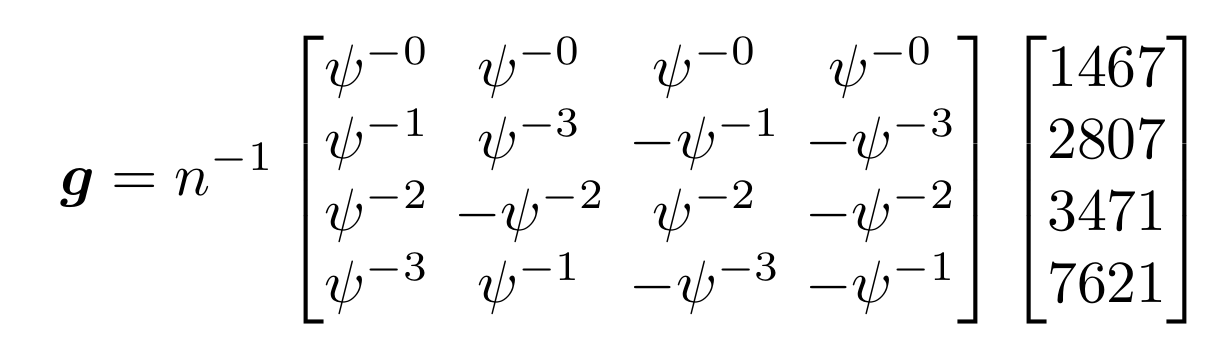 g = n⁻¹ [ψ⁻⁰ ψ⁻⁰ ψ⁻⁰ ψ⁻⁰] [1467]
[ψ⁻¹ ψ⁻³ −ψ⁻¹ −ψ⁻³] [2807]
[ψ⁻² −ψ⁻² ψ⁻² −ψ⁻²] [3471]
[ψ⁻³ ψ⁻¹ −ψ⁻³ −ψ⁻¹] [7621]